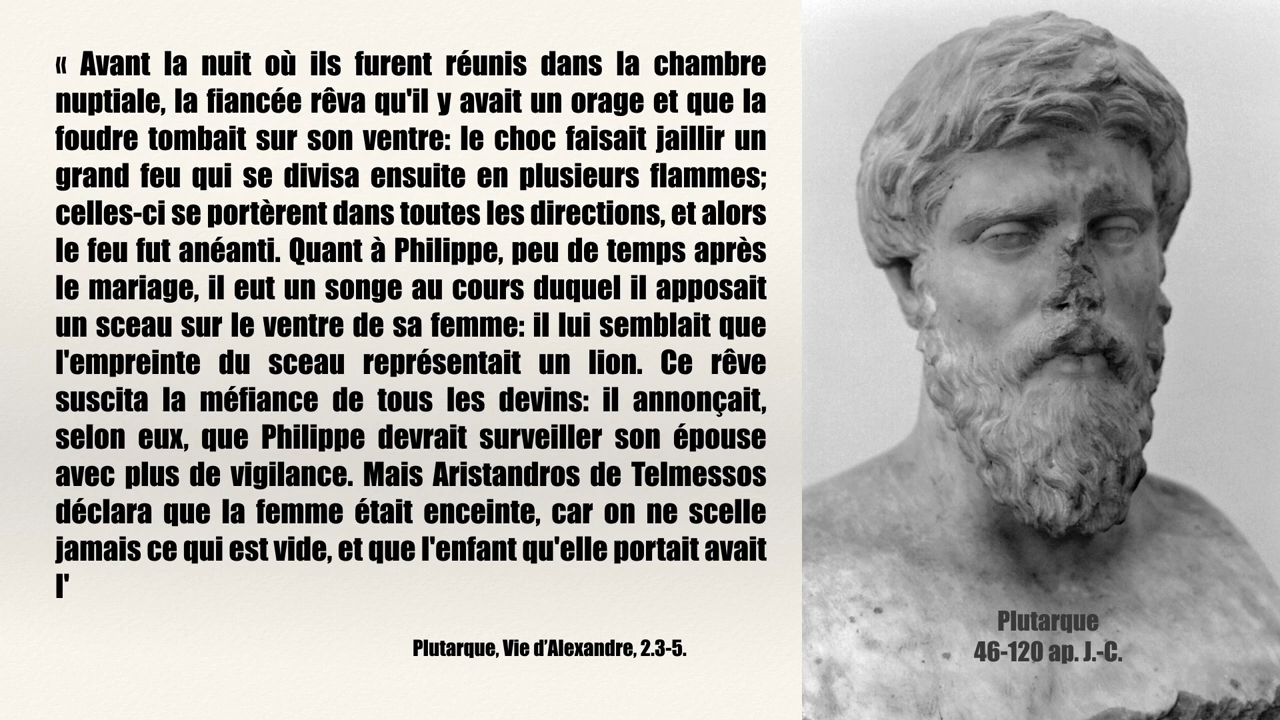 « Avant la nuit où ils furent réunis dans la chambre
nuptiale, la fiancée rêva qu'il y avait un orage et que la
foudre tombait sur son ventre: le choc faisait jaillir un
grand feu qui se divisa ensuite en plusieurs flammes;
celles-ci se portèrent dans toutes les directions, et alors
le feu fut anéanti. Quant à Philippe, peu de temps après
le mariage, il eut un songe au cours duquel il apposait
un sceau sur le ventre de sa femme: il lui semblait que
l'empreinte du sceau représentait un lion. Ce rêve
suscita la méfiance de tous les devins: il annonçait,
selon eux, que Philippe devrait surveiller son épouse
avec plus de vigilance. Mais Aristandros de Telmessos
déclara que la femme était enceinte, car on ne scelle
jamais ce qui est vide, et que l'enfant qu'elle portait avait
l'
Plutarque, Vie d’Alexandre, 2.3-5.
Plutarque
46-120 ap. J.-C.